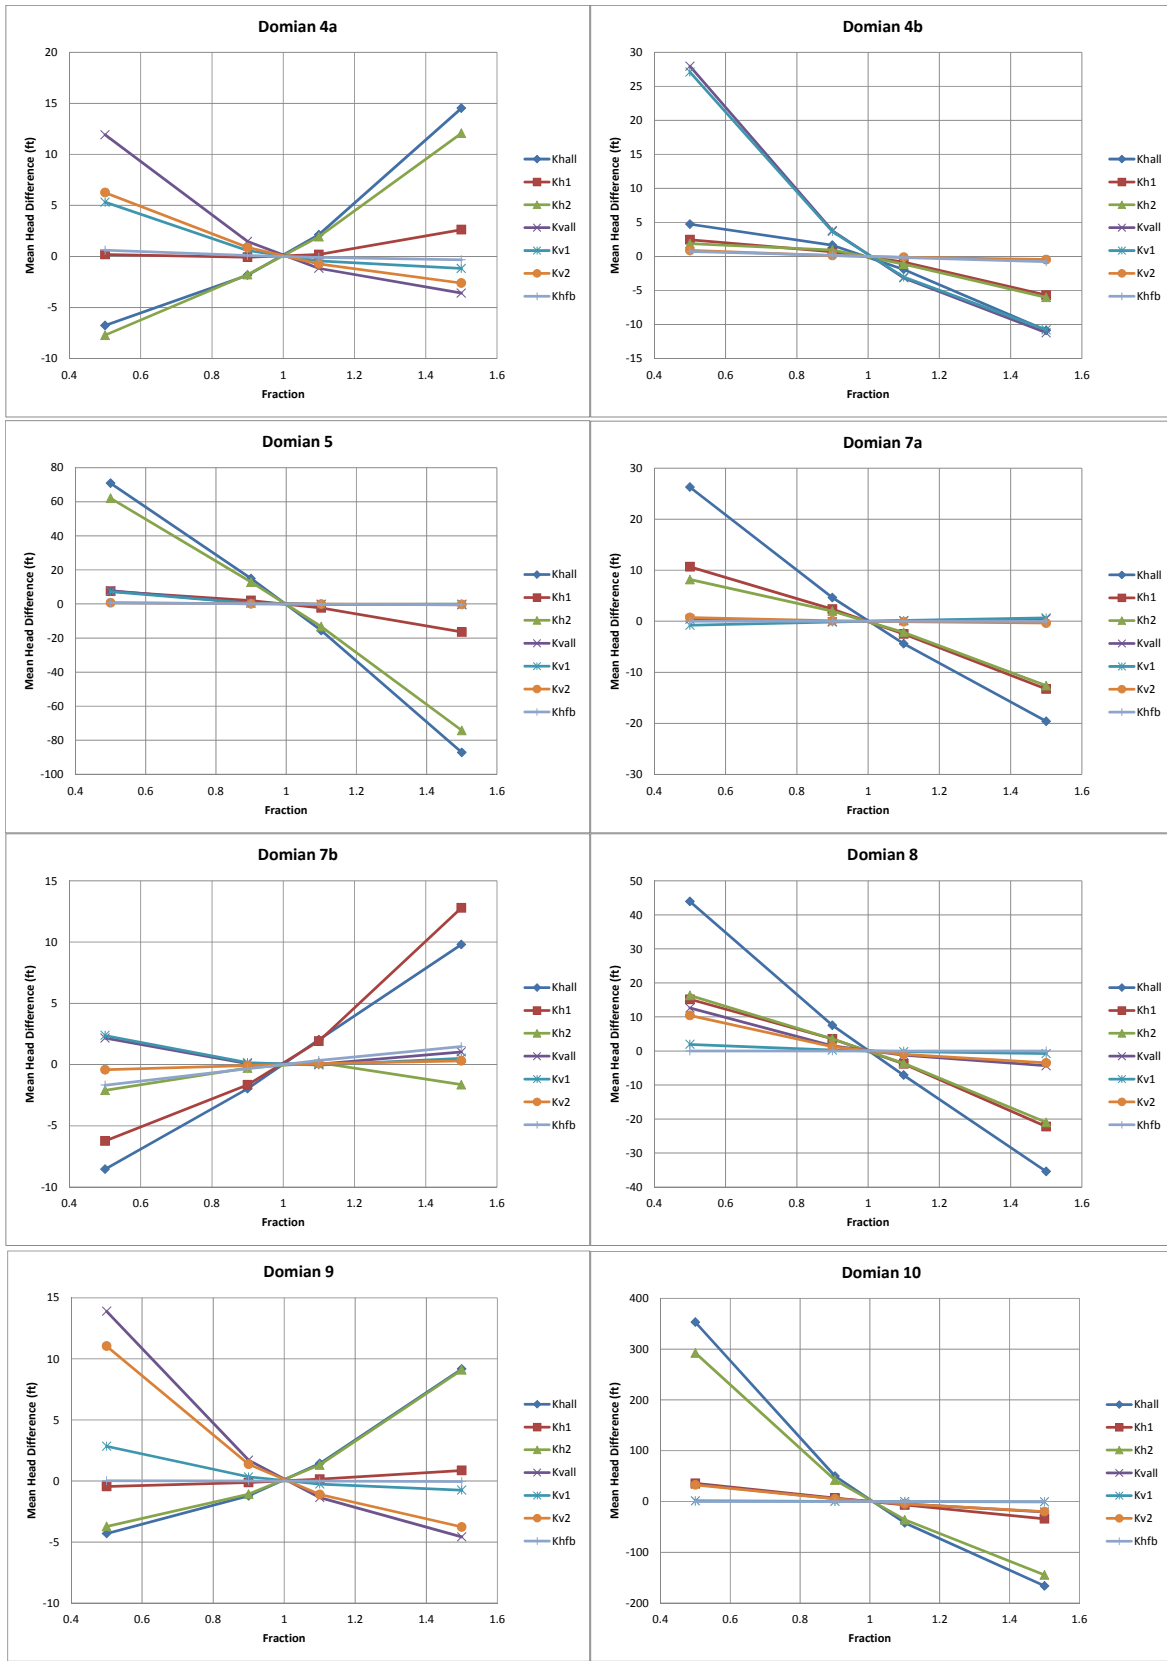 Domian 4a
20
15
10
5
0
-5
-10
0.4 0.6 0.8 1 1.2 1.4 1.6
Mean Head Difference (ft)
Fraction
Khall
Kh1
Kh2
Kvall
Kv1
Kv2
Khfb
Domian 4b
30
25
20
15
10
5
0
-5
-10
-15
0.4 0.6 0.8 1 1.2 1.4 1.6
Mean Head Difference (ft)
Fraction
Khall
Kh1
Kh2
Kvall
Kv1
Kv2
Khfb
Domian 5
80
60
40
20
0
-20
-40
-60
-80
-100
0.4 0.6 0.8 1 1.2 1.4 1.6
Mean Head Difference (ft)
Fraction
Khall
Kh1
Kh2
Kvall
Kv1
Kv2
Khfb
Domian 7a
30
20
10
0
-10
-20
-30
0.4 0.6 0.8 1 1.2 1.4 1.6
Mean Head Difference (ft)
Fraction
Khall
Kh1
Kh2
Kvall
Kv1
Kv2
Khfb
Domian 7b
15
10
5
0
-5
-10
0.4 0.6 0.8 1 1.2 1.4 1.6
Mean Head Difference (ft)
Fraction
Khall
Kh1
Kh2
Kvall
Kv1
Kv2
Khfb
Domian 8
50
40
30
20
10
0
-10
-20
-30
-40
0.4 0.6 0.8 1 1.2 1.4 1.6
Mean Head Difference (ft)
Fraction
Khall
Kh1
Kh2
Kvall
Kv1
Kv2
Khfb
Domian 9
15
10
5
0
-5
-10
0.4 0.6 0.8 1 1.2 1.4 1.6
Mean Head Difference (ft)
Fraction
Khall
Kh1
Kh2
Kvall
Kv1
Kv2
Khfb
Domian 10
400
300
200
100
0
-100
-200
0.4 0.6 0.8 1 1.2 1.4 1.6
Mean Head Difference (ft)
Fraction
Khall
Kh1
Kh2
Kvall
Kv1
Kv2
Khfb